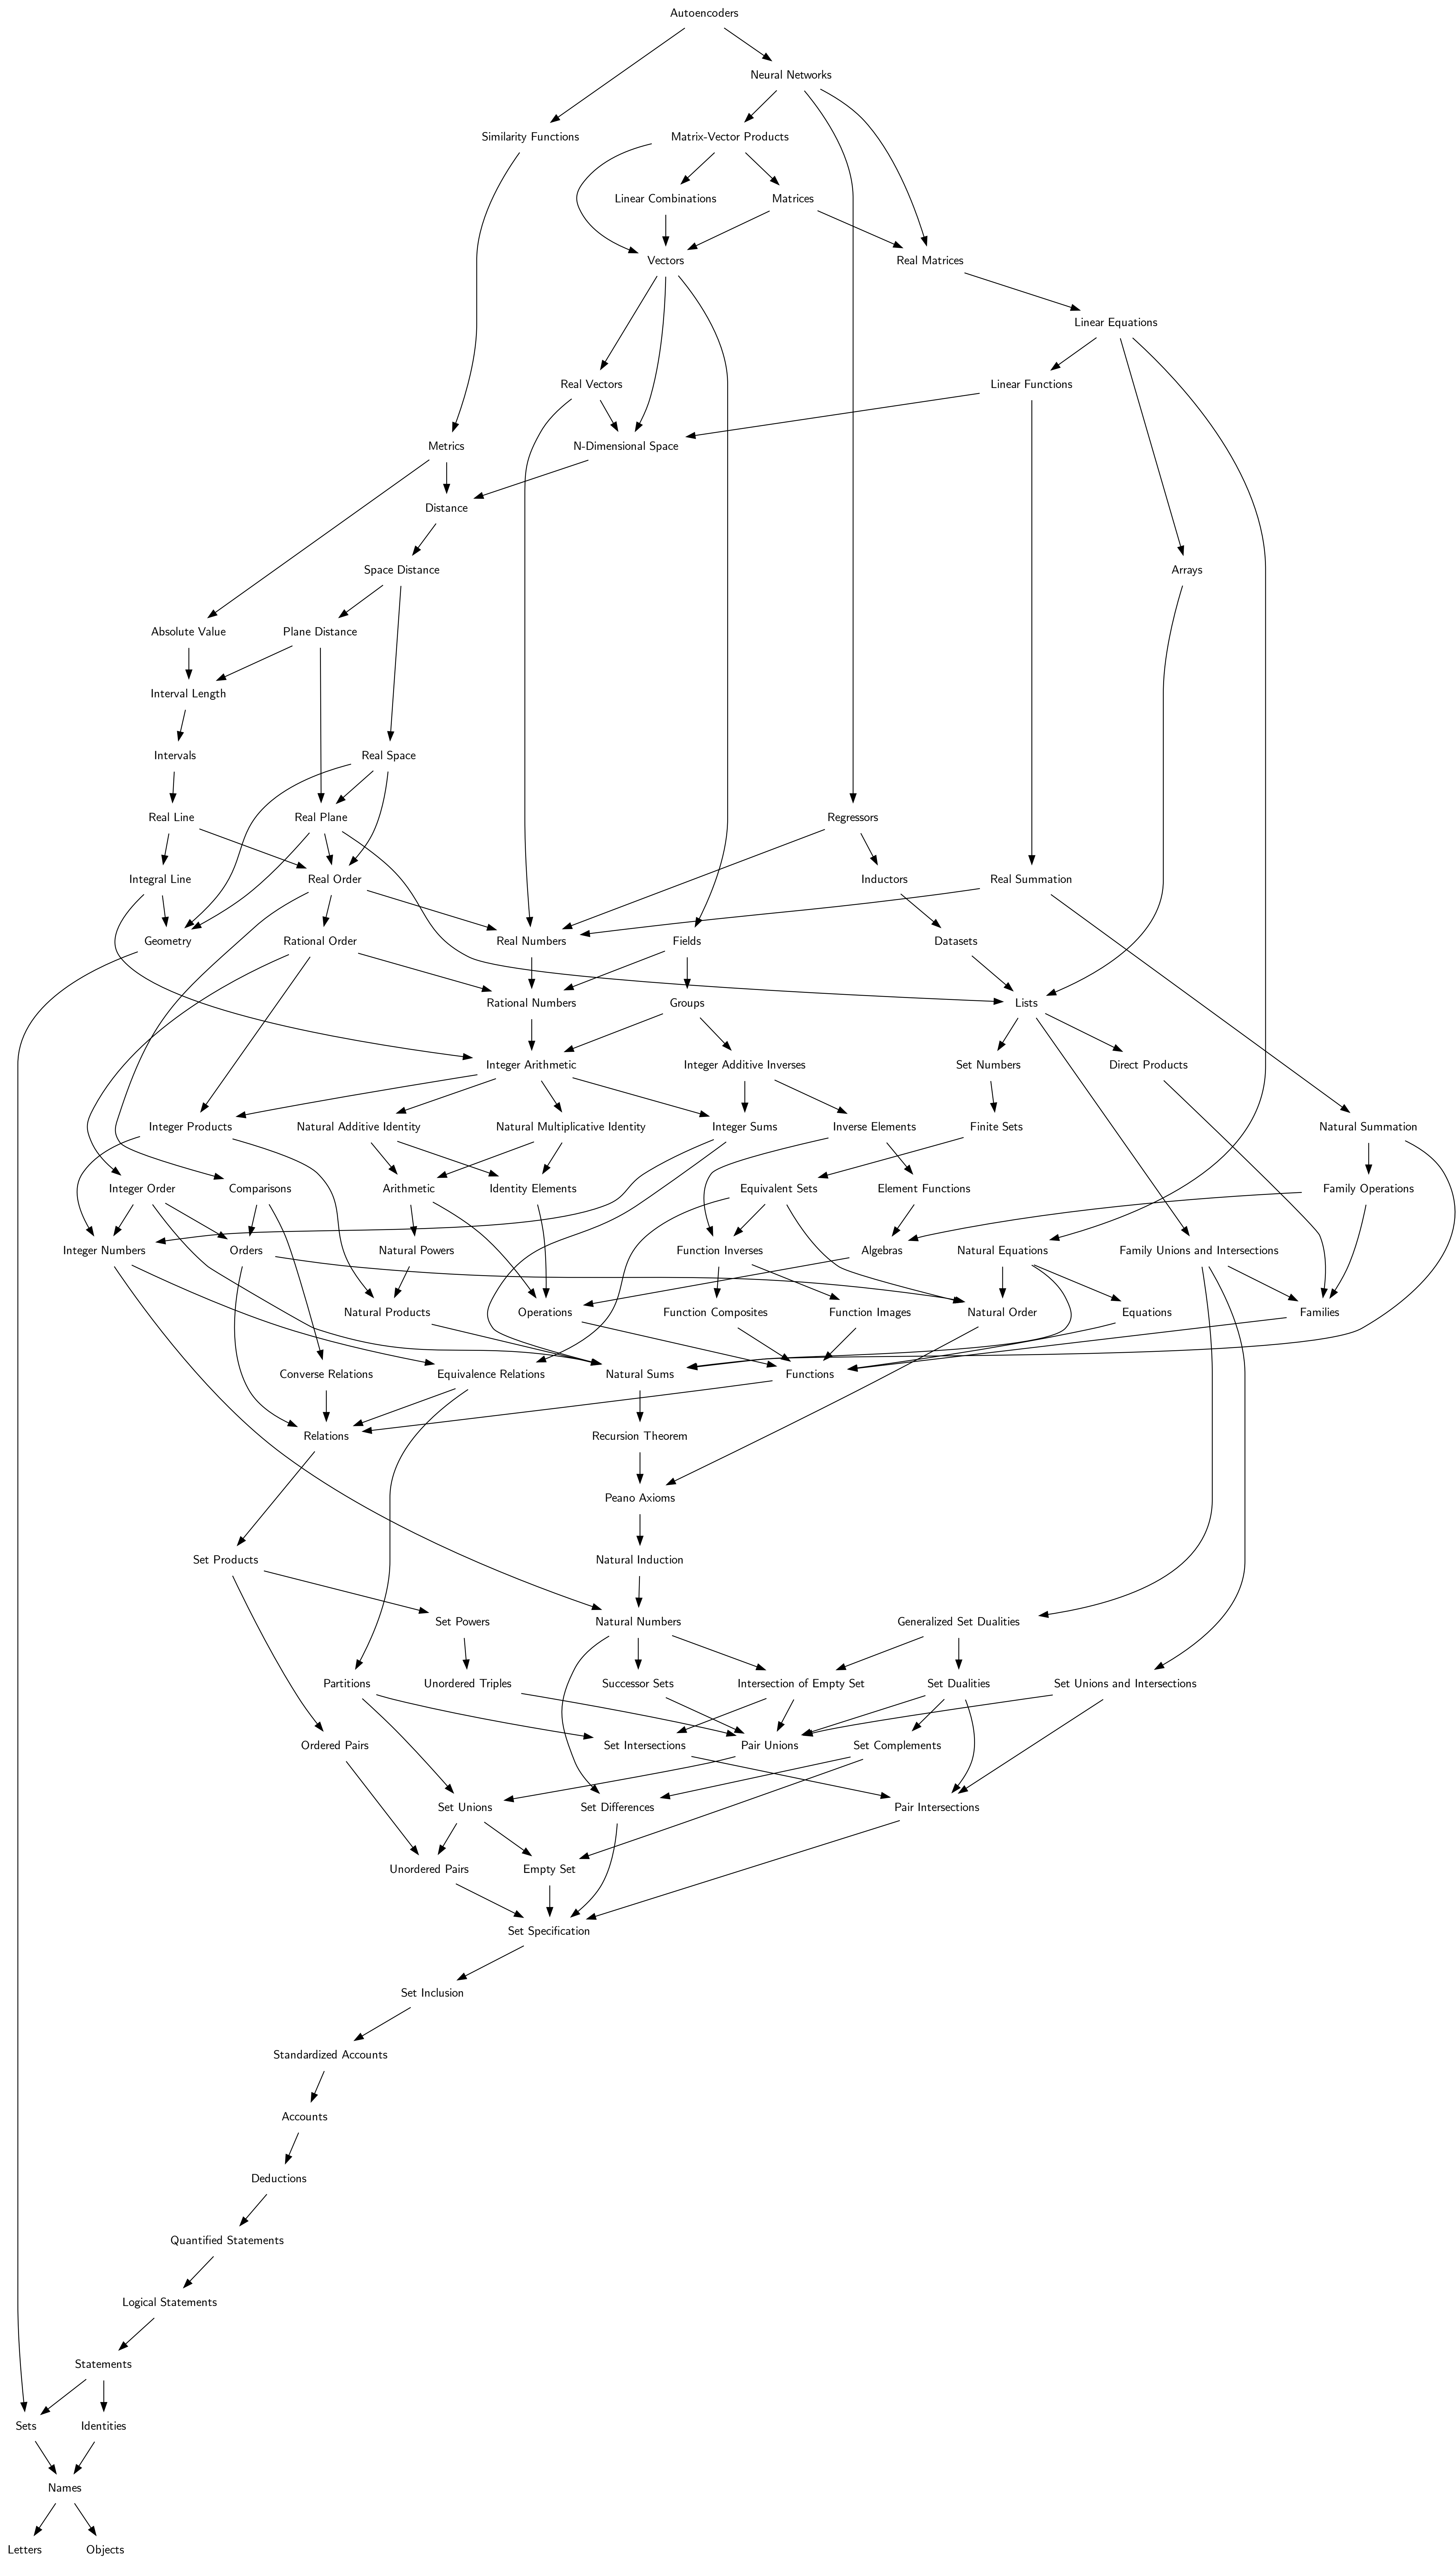 Autoencoders
Neural Networks
Similarity Functions
Matrix-Vector Products
Linear Combinations
Matrices
Vectors
Real Matrices
Linear Equations
Real Vectors
Linear Functions
Metrics
N-Dimensional Space
Distance
Space Distance
Arrays
Absolute Value
Plane Distance
Interval Length
Intervals
Real Space
Real Line
Real Plane
Regressors
Integral Line
Real Order
Inductors
Real Summation
Geometry
Rational Order
Real Numbers
Fields
Datasets
Rational Numbers
Groups
Lists
Integer Arithmetic
Integer Additive Inverses
Set Numbers
Direct Products
Integer Products
Natural Additive Identity
Natural Multiplicative Identity
Integer Sums
Inverse Elements
Finite Sets
Natural Summation
Integer Order
Comparisons
Arithmetic
Identity Elements
Equivalent Sets
Element Functions
Family Operations
Integer Numbers
Orders
Natural Powers
Function Inverses
Algebras
Natural Equations
Family Unions and Intersections
Natural Products
Operations
Function Composites
Function Images
Natural Order
Equations
Families
Converse Relations
Equivalence Relations
Natural Sums
Functions
Relations
Recursion Theorem
Peano Axioms
Set Products
Natural Induction
Set Powers
Natural Numbers
Generalized Set Dualities
Partitions
Unordered Triples
Successor Sets
Intersection of Empty Set
Set Dualities
Set Unions and Intersections
Ordered Pairs
Set Intersections
Pair Unions
Set Complements
Set Unions
Set Differences
Pair Intersections
Unordered Pairs
Empty Set
Set Specification
Set Inclusion
Standardized Accounts
Accounts
Deductions
Quantified Statements
Logical Statements
Statements
Sets
Identities
Names
Letters
Objects